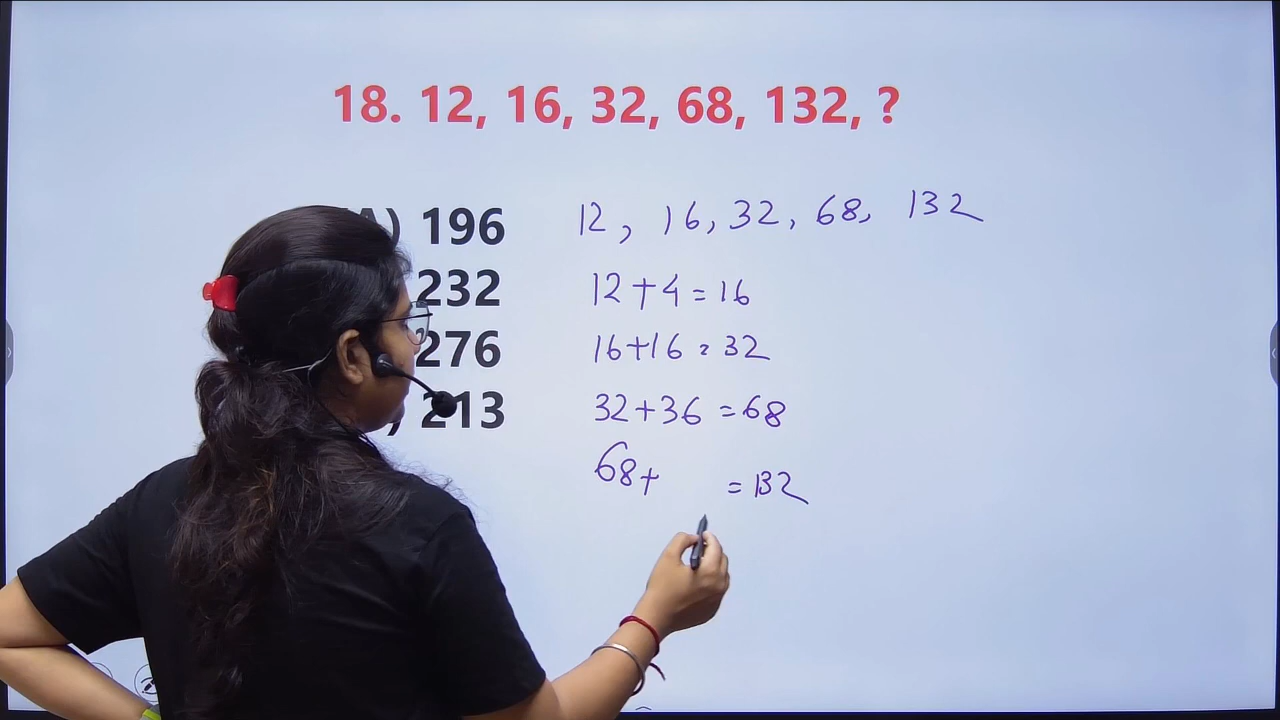 18. 12, 16, 32, 68, 132, ?
A) 196
232
276
) 213
12, 16, 32, 68, 132
12+4=16
16+16=32
32+36=68
68+ =132